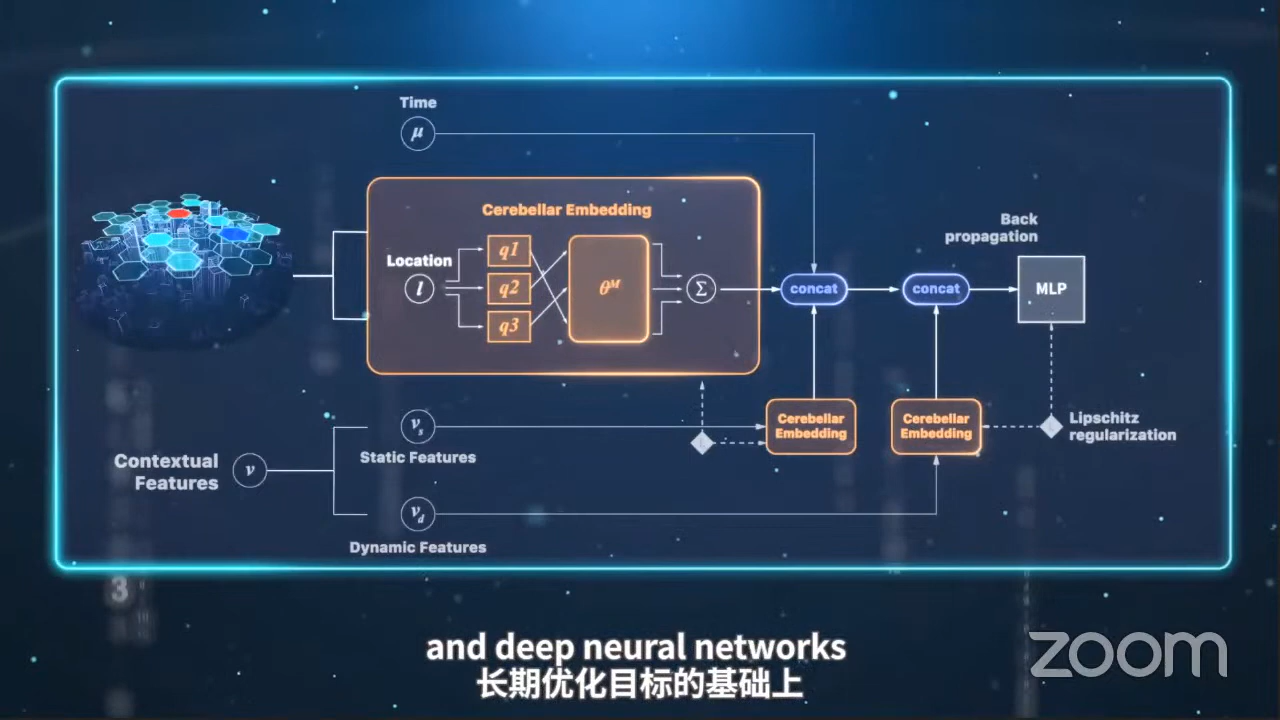 Time
μ
Cerebellar Embedding
Location
l
q1
q2
q3
θᴹ
Σ
concat
concat
Back
propagation
MLP
Cerebellar
Embedding
Cerebellar
Embedding
Lipschitz
regularization
Contextual
Features
ν
νs
Static Features
νd
Dynamic Features
3
and deep neural networks
长期优化目标的基础上
zoom